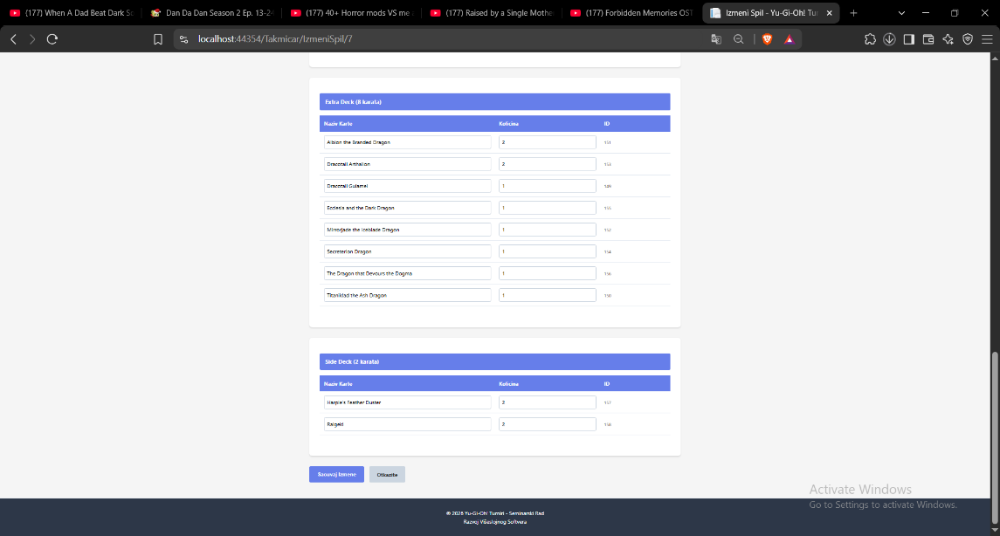 (177) When A Dad Beat Dark So
Dan Da Dan Season 2 Ep. 13-24
(177) 40+ Horror mods VS me
(177) Raised by a Single Mothe
(177) Forbidden Memories OST
Izmeni Spil - Yu-Gi-Oh! Tur
localhost:44354/Takmicar/IzmeniSpil/7
Extra Deck (8 karata)
Naziv Karte Kolicina ID
Albion the Branded Dragon 2 151
Dracotail Arthalion 2 153
Dracotail Gulamel 1 149
Ecclesia and the Dark Dragon 1 155
Mirrorjade the Iceblade Dragon 1 152
Secreterion Dragon 1 154
The Dragon that Devours the Dogma 1 156
Titaniklad the Ash Dragon 1 150
Side Deck (2 karata)
Naziv Karte Kolicina ID
Harpie's Feather Duster 2 157
Raigeki 2 158
Sacuvaj Izmene Otkazite
Activate Windows
Go to Settings to activate Windows.
© 2026 Yu-Gi-Oh! Turniri - Seminarski Rad
Razvoj Višeslojnog Softvera